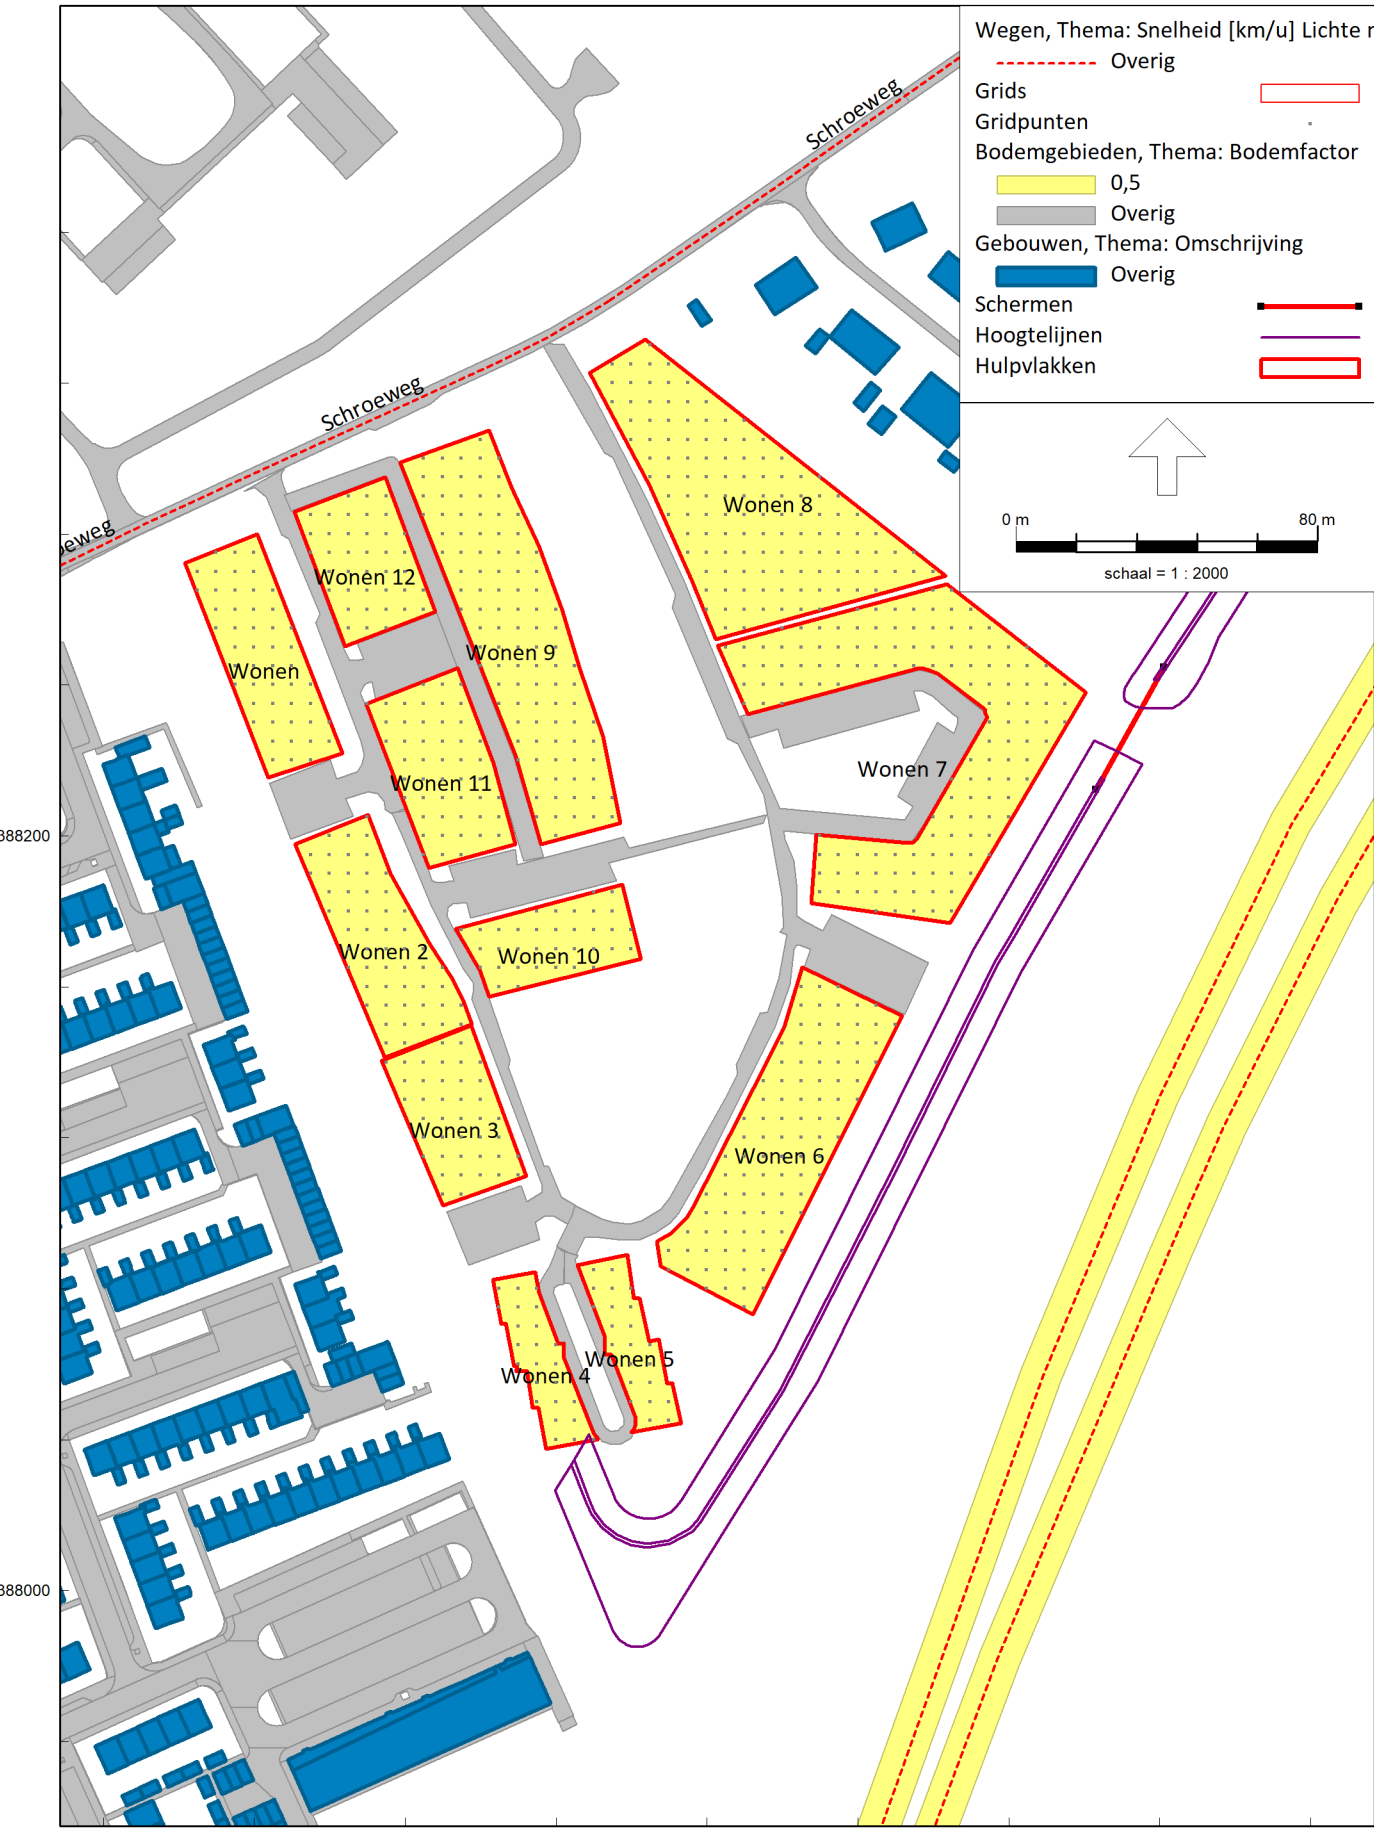 Wegen, Thema: Snelheid [km/u] Lichte
Overig
Grids
Gridpunten
Bodemgebieden, Thema: Bodemfactor
0,5
Overig
Gebouwen, Thema: Omschrijving
Overig
Schermen
Hoogtelijnen
Hulpvlakken
0 m 80 m
schaal = 1 : 2000
Schroeweg
Schroeweg
oeweg
Wonen 8
Wonen 12
Wonen 9
Wonen
Wonen 7
Wonen 11
388200
Wonen 2
Wonen 10
Wonen 3
Wonen 6
Wonen 5
Wonen 4
388000